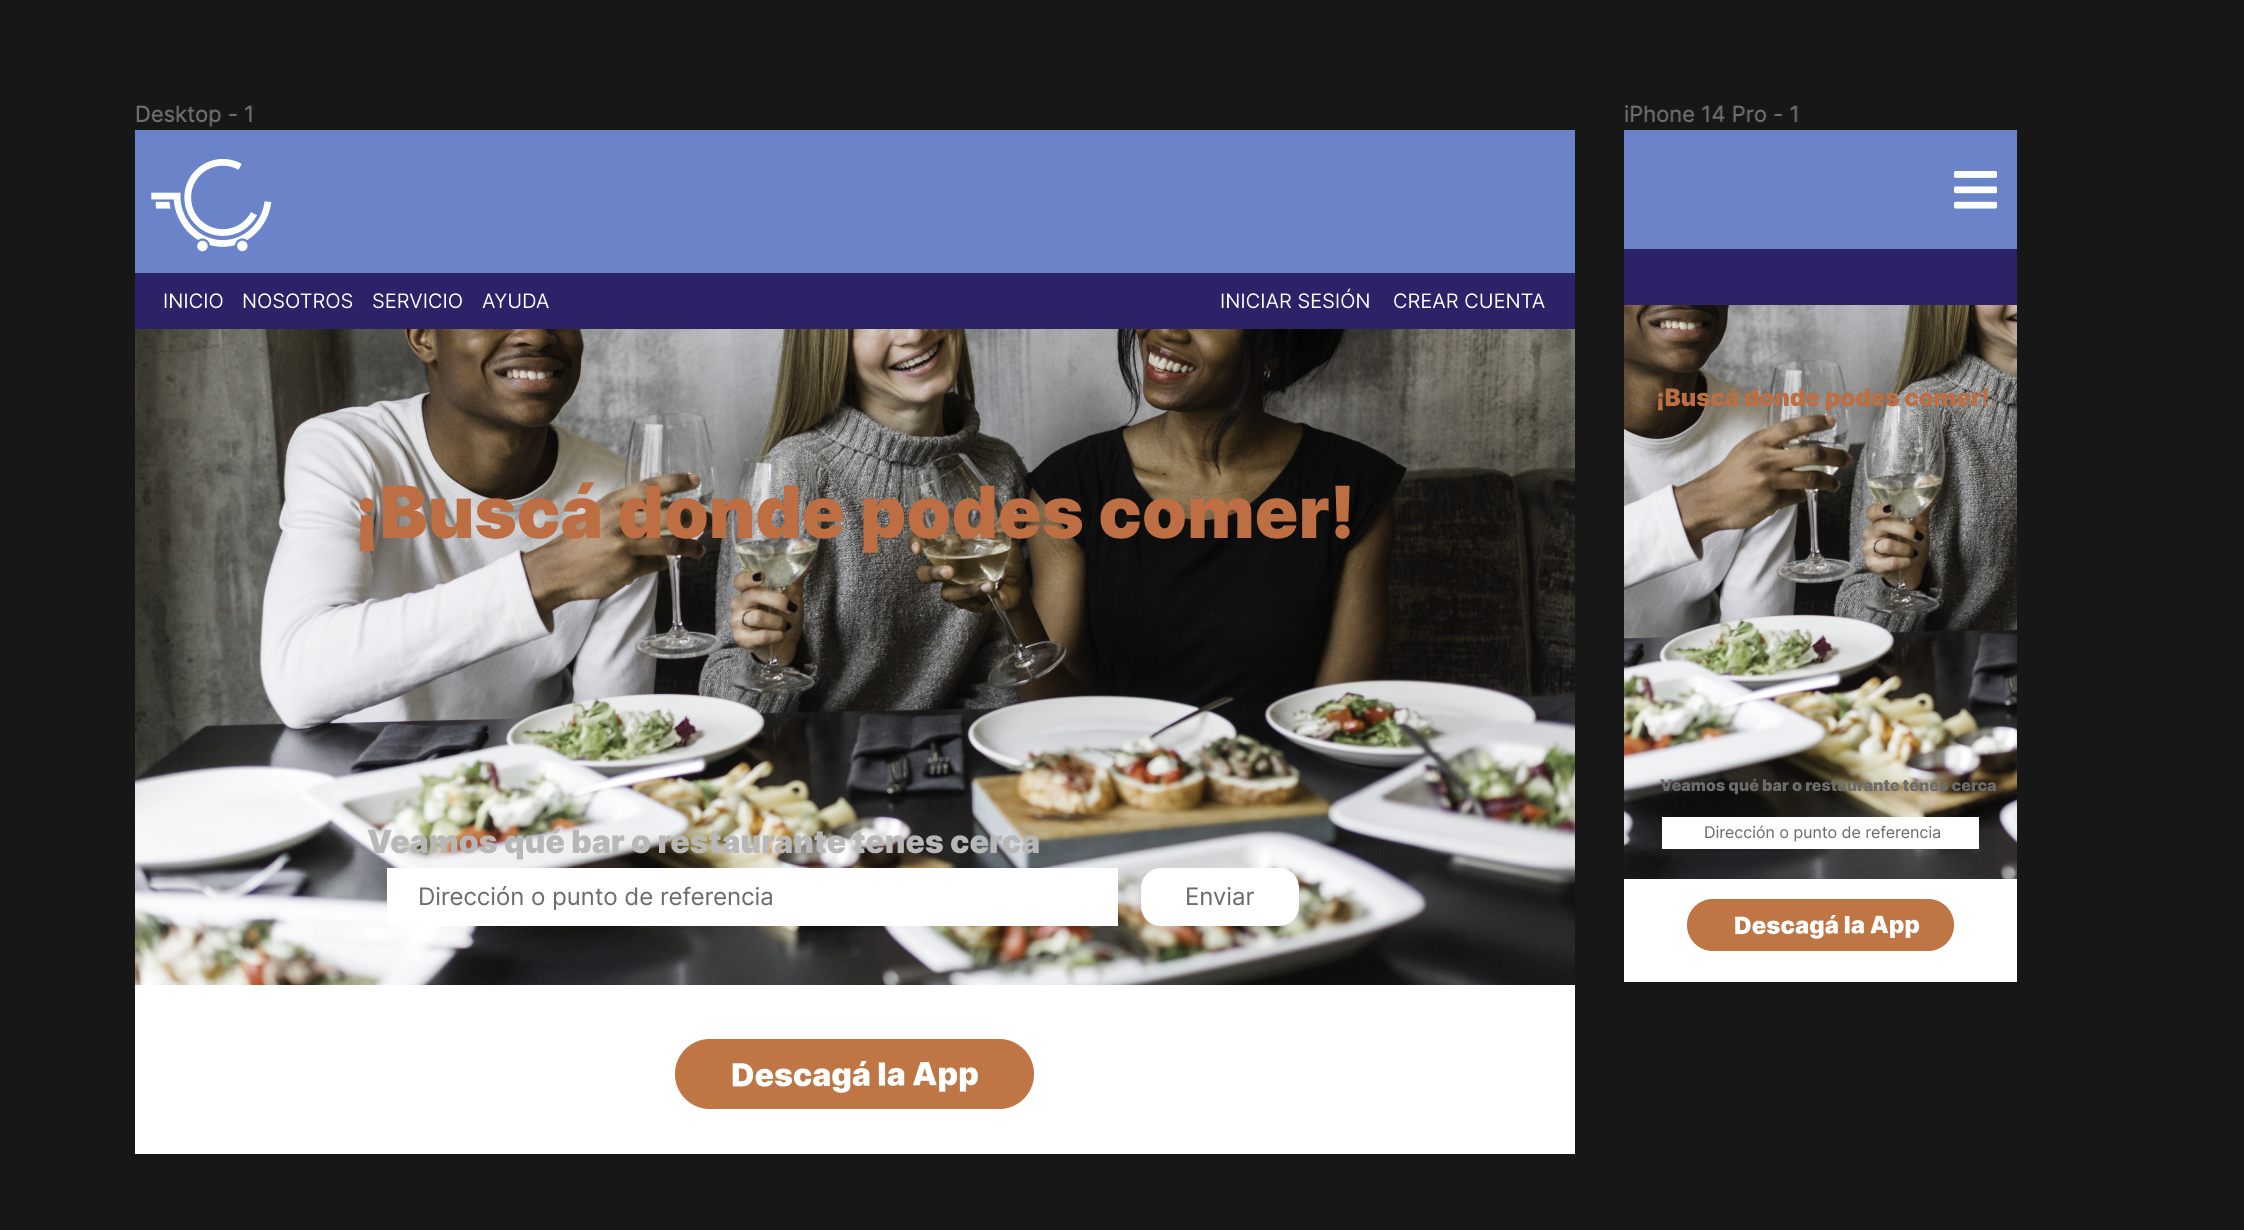 Desktop - 1
INICIO NOSOTROS SERVICIO AYUDA INICIAR SESIÓN CREAR CUENTA
¡Buscá donde podes comer!
Veamos qué bar o restaurante tenes cerca
Dirección o punto de referencia
Enviar
Descagá la App
iPhone 14 Pro - 1
¡Buscá donde podes comer!
Veamos qué bar o restaurante tenes cerca
Dirección o punto de referencia
Descagá la App